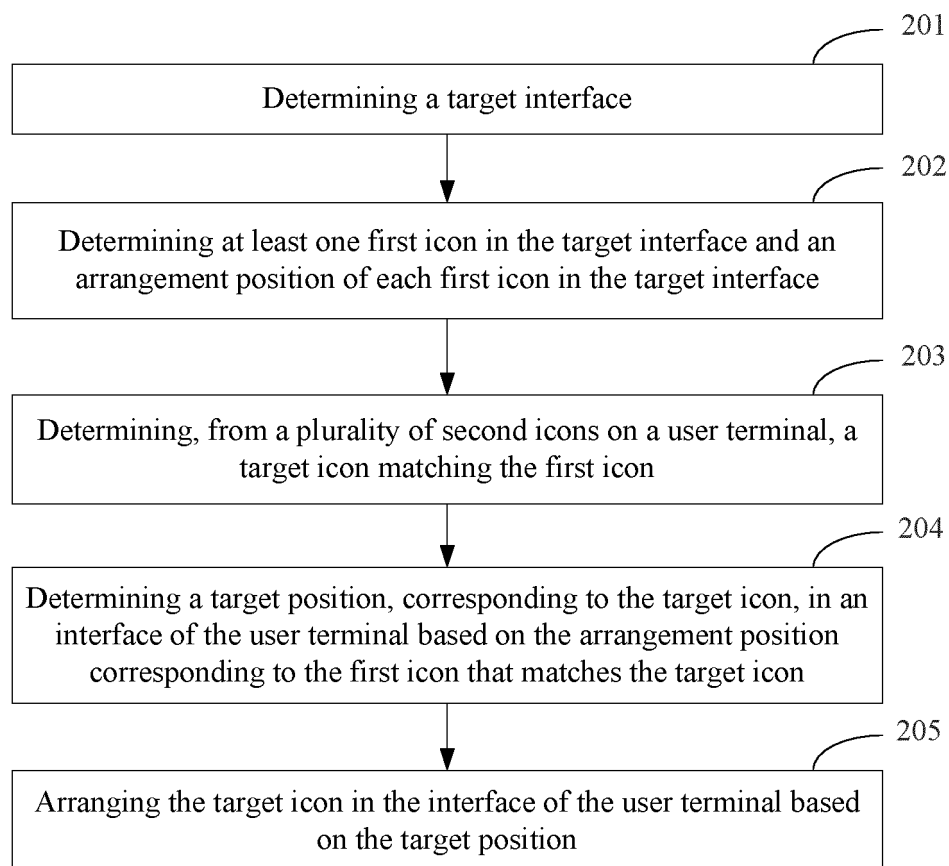 201
Determining a target interface
202
Determining at least one first icon in the target interface and an
arrangement position of each first icon in the target interface
203
Determining, from a plurality of second icons on a user terminal, a
target icon matching the first icon
204
Determining a target position, corresponding to the target icon, in an
interface of the user terminal based on the arrangement position
corresponding to the first icon that matches the target icon
205
Arranging the target icon in the interface of the user terminal based
on the target position